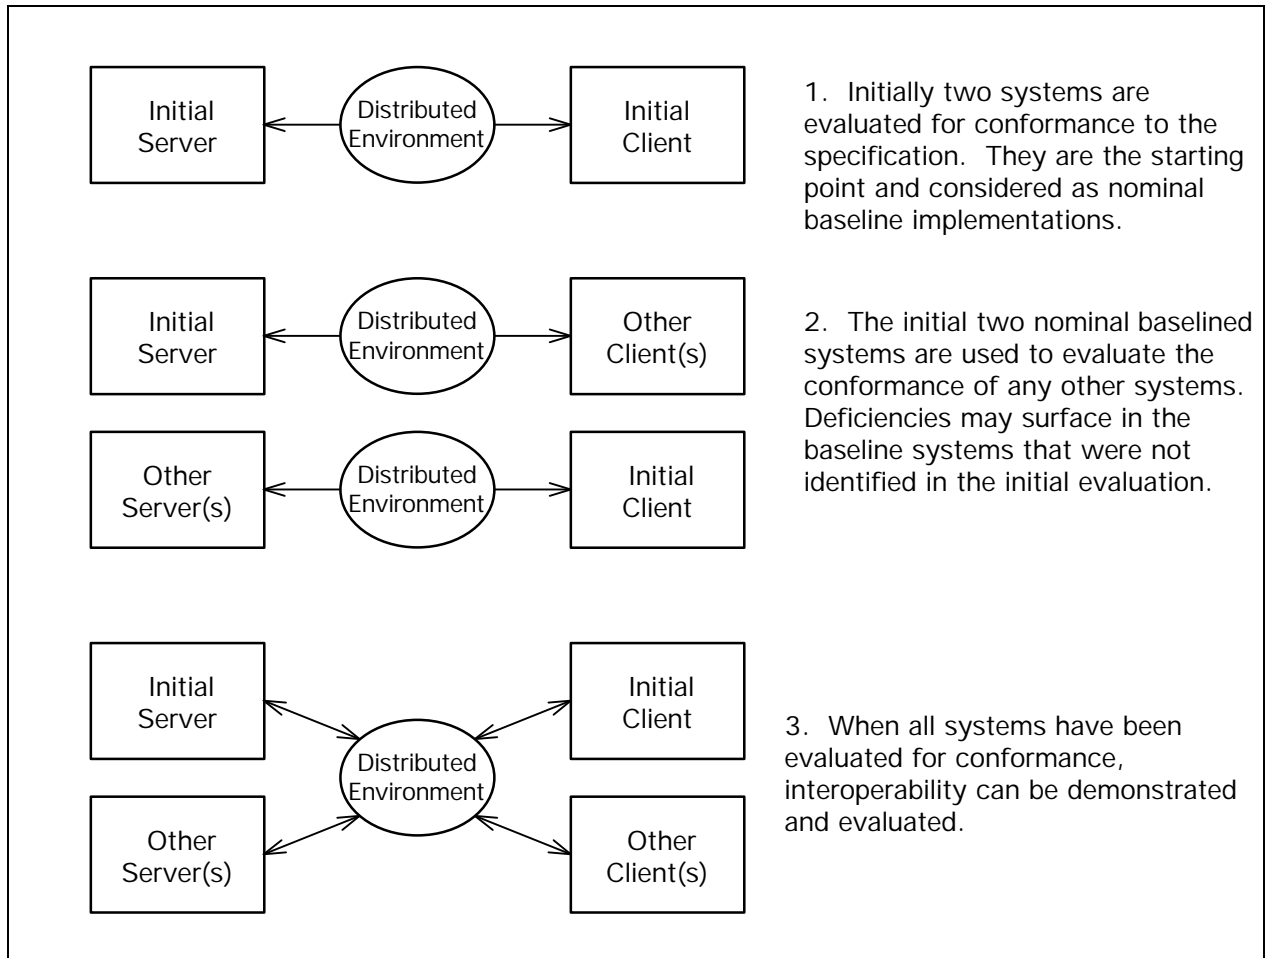 Initial
Server
Distributed
Environment
Initial
Client
1.  Initially two systems are
evaluated for conformance to the
specification.  They are the starting
point and considered as nominal
baseline implementations.
Initial
Server
Distributed
Environment
Other
Client(s)
Other
Server(s)
Distributed
Environment
Initial
Client
2.  The initial two nominal baselined
systems are used to evaluate the
conformance of any other systems.
Deficiencies may surface in the
baseline systems that were not
identified in the initial evaluation.
Initial
Server
Initial
Client
Distributed
Environment
Other
Server(s)
Other
Client(s)
3.  When all systems have been
evaluated for conformance,
interoperability can be demonstrated
and evaluated.